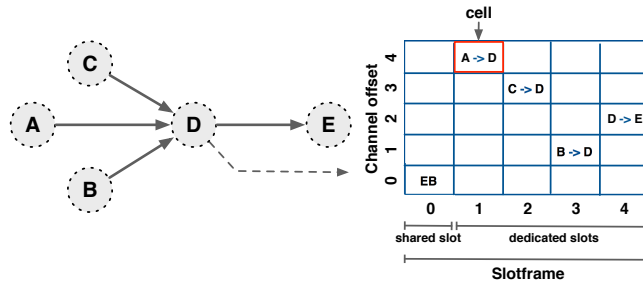 C
A
D
E
B
cell
Channel offset
4
A -> D
3
C -> D
2
D -> E
1
B -> D
0
EB
0 1 2 3 4
shared slot
dedicated slots
Slotframe